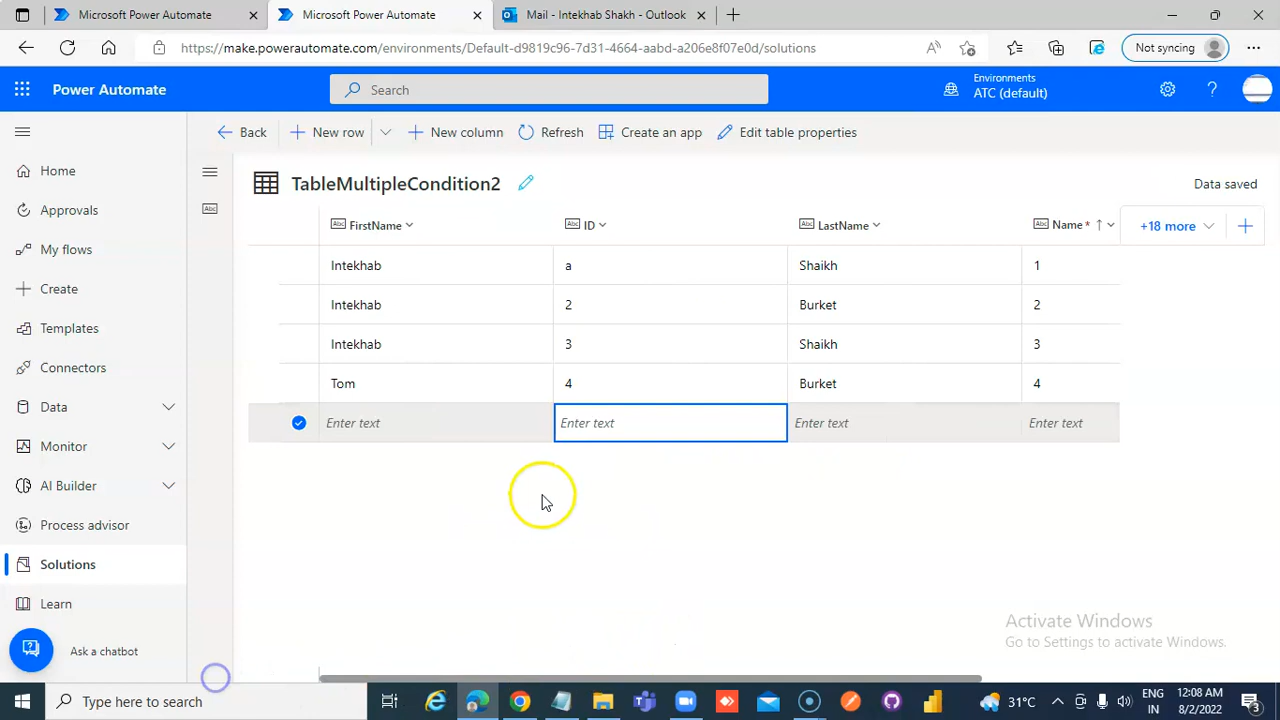 Microsoft Power Automate
Microsoft Power Automate
Mail - Intekhab Shakh - Outlook
https://make.powerautomate.com/environments/Default-d9819c96-7d31-4664-aabd-a206e8f07e0d/solutions
Not syncing
Power Automate
Search
Environments
ATC (default)
Back
New row
New column
Refresh
Create an app
Edit table properties
Home
Approvals
My flows
Create
Templates
Connectors
Data
Monitor
AI Builder
Process advisor
Solutions
Learn
Ask a chatbot
TableMultipleCondition2
Data saved
Abc FirstName Abc ID Abc LastName Abc Name * ↑ +18 more
Intekhab a Shaikh 1
Intekhab 2 Burket 2
Intekhab 3 Shaikh 3
Tom 4 Burket 4
Enter text Enter text Enter text Enter text
Activate Windows
Go to Settings to activate Windows.
Type here to search
31°C
ENG
IN
12:08 AM
8/2/2022
3